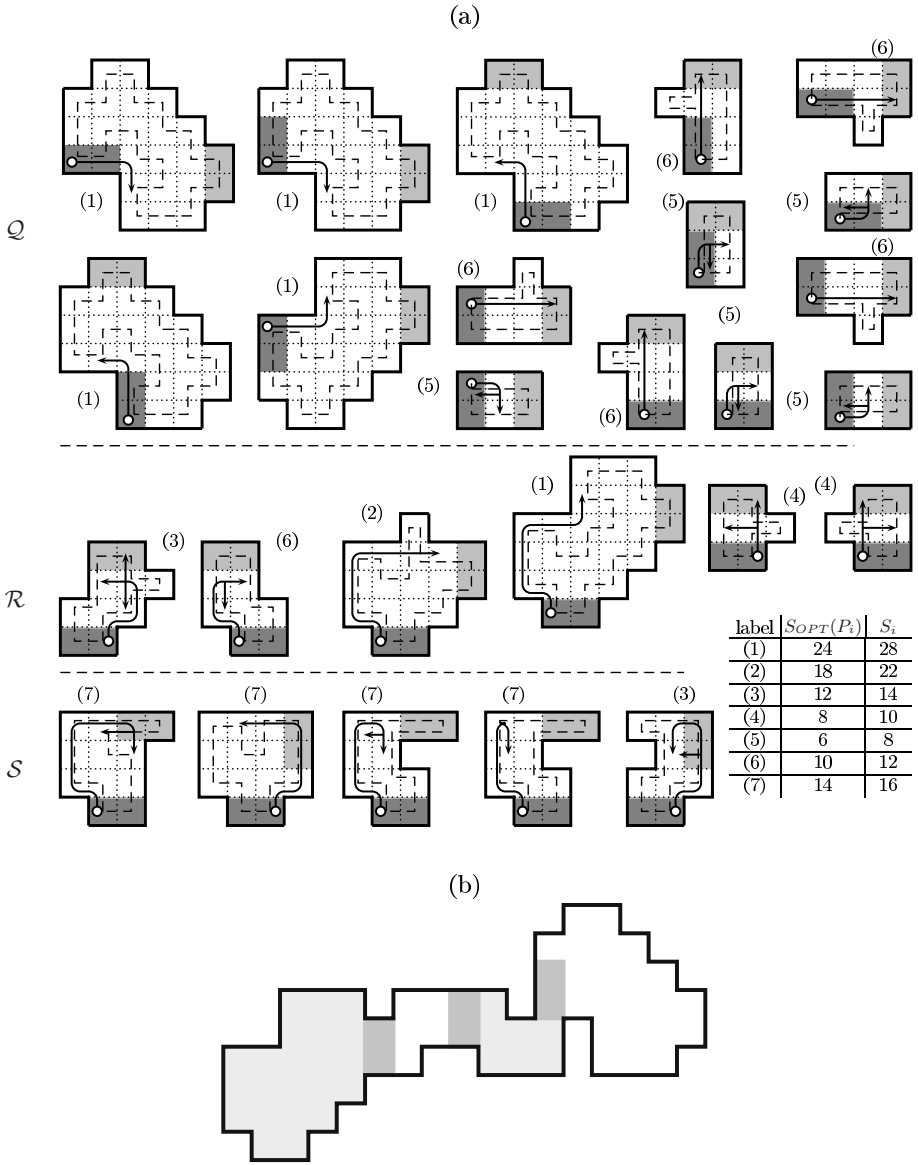 (a)
(6)
(1) (1) (1) (6) (5) (5)
Q
(1) (1) (6) (5) (6)
(5) (6) (5)
(3) (6) (2) (1) (4) (4)
R
label S_OPT(P_i) S_i
(1) 24 28
(2) 18 22
(3) 12 14
(4) 8 10
(5) 6 8
(6) 10 12
(7) 14 16
(7) (7) (7) (7) (3)
S
(b)